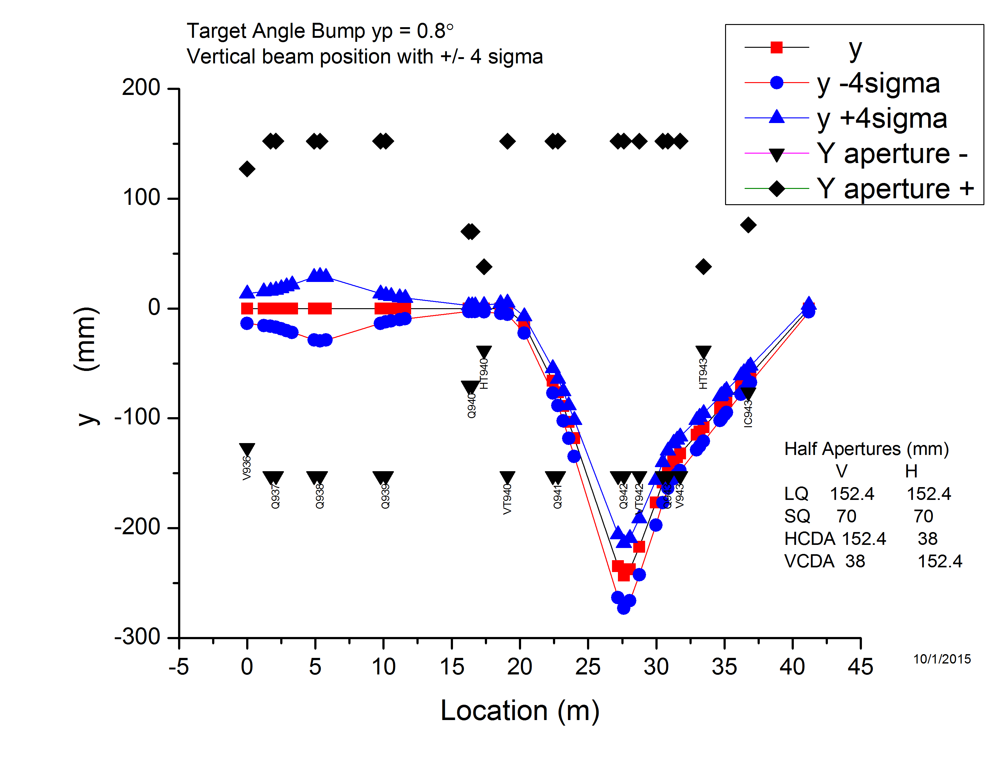 Target Angle Bump yp = 0.8°
Vertical beam position with +/- 4 sigma
y
y -4sigma
y +4sigma
Y aperture -
Y aperture +
200
100
0
-100
-200
-300
y (mm)
V936
Q937
Q938
Q939
Q940
HT940
VT940
Q941
Q942
VT942
Q943
V943
HT943
IC943
Half Apertures (mm)
V H
LQ 152.4 152.4
SQ 70 70
HCDA 152.4 38
VCDA 38 152.4
-5 0 5 10 15 20 25 30 35 40 45
10/1/2015
Location (m)